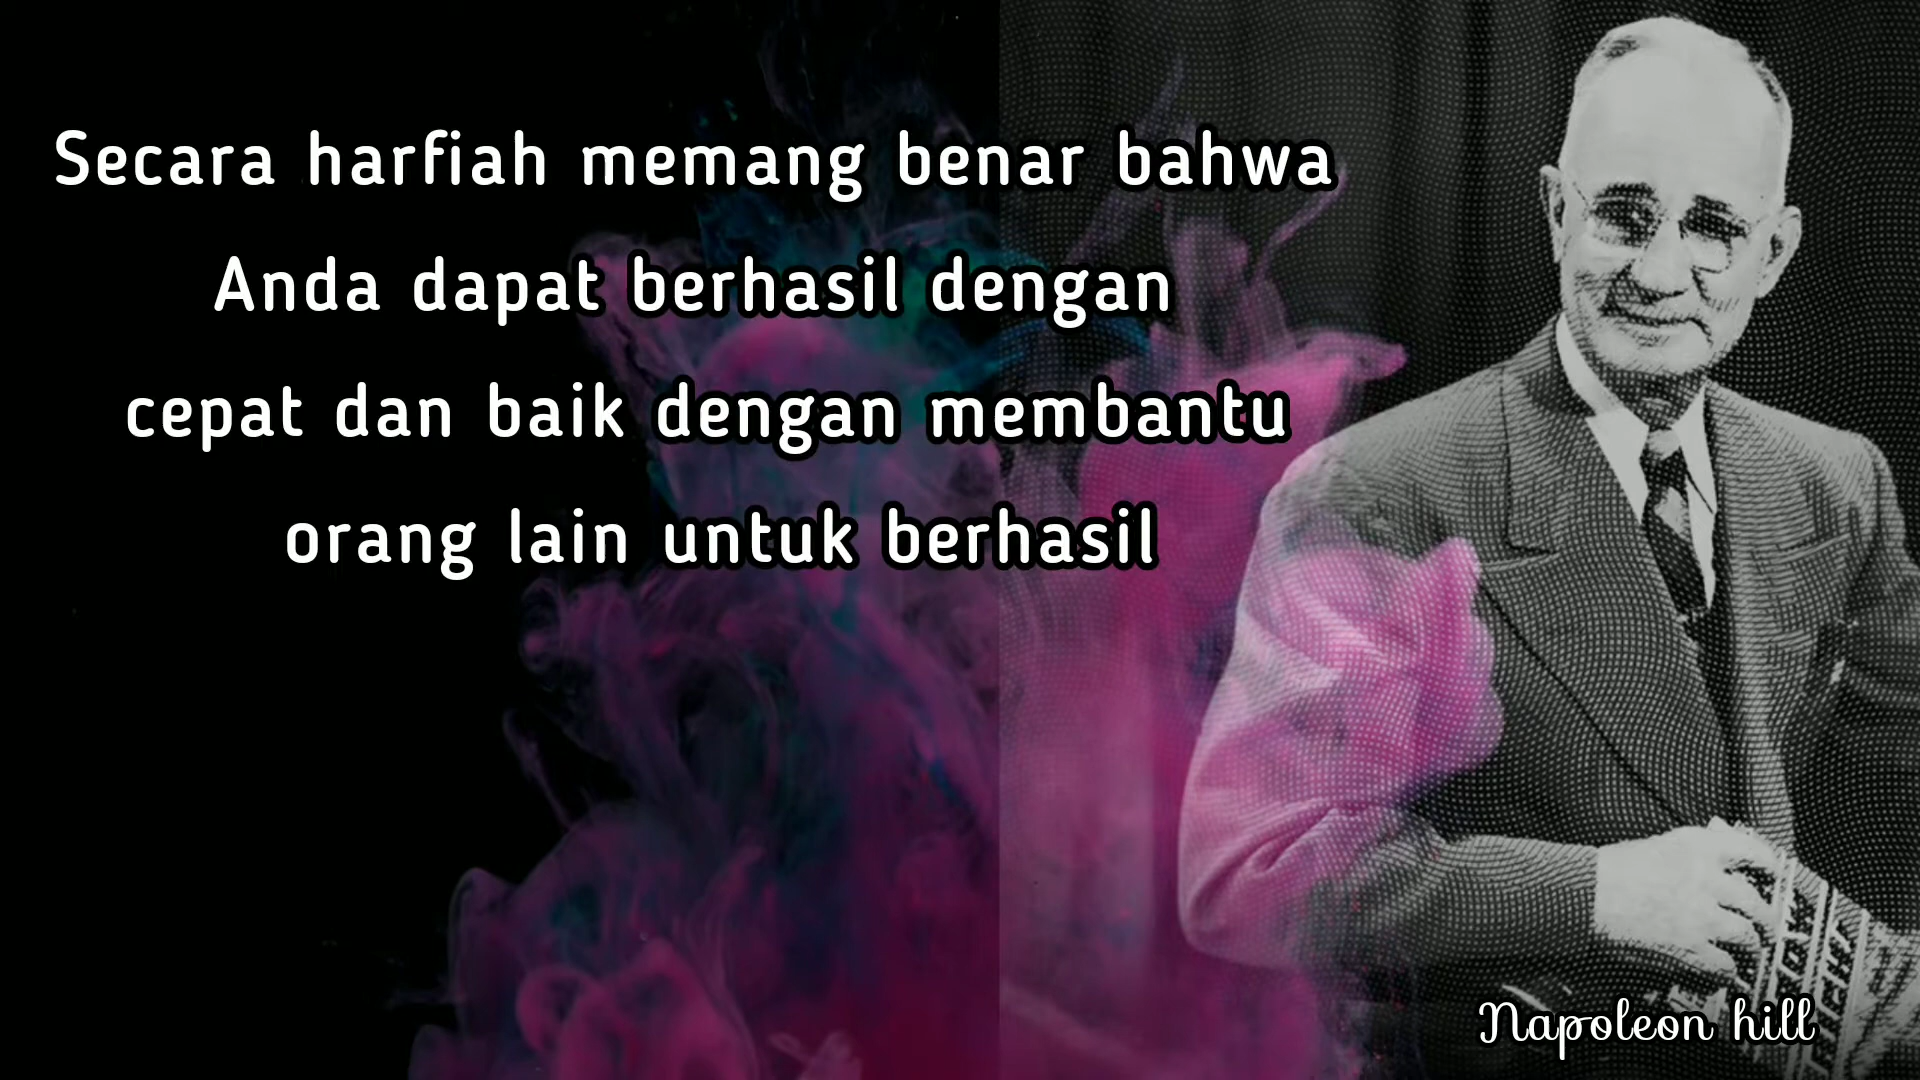 Secara harfiah memang benar bahwa
Anda dapat berhasil dengan
cepat dan baik dengan membantu
orang lain untuk berhasil
Napoleon hill